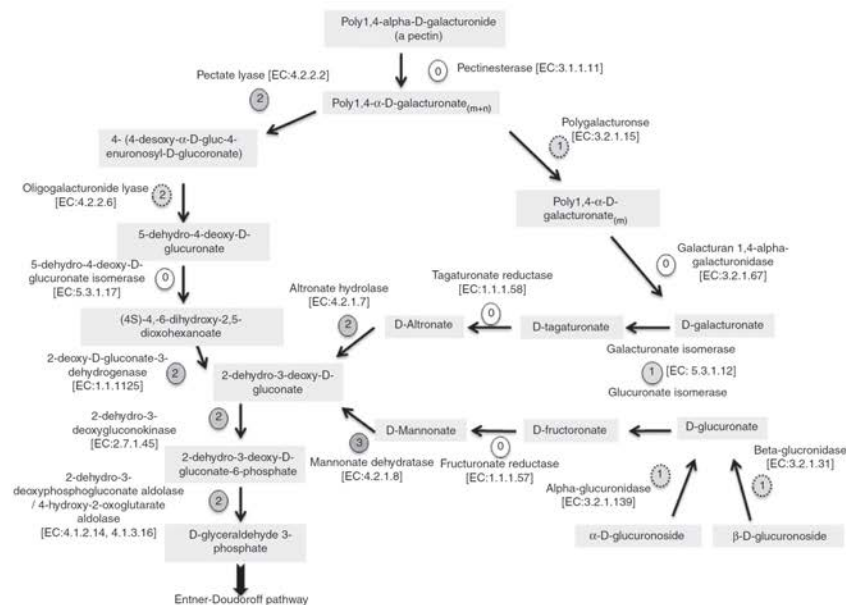 Poly1,4-alpha-D-galacturonide
(a pectin)
0
Pectinesterase [EC:3.1.1.11]
Pectate lyase [EC:4.2.2.2]
2
Poly1,4-α-D-galacturonate(m+n)
Polygalacturonse
[EC:3.2.1.15]
1
4- (4-desoxy-α-D-gluc-4-
enuronosyl-D-glucoronate)
Oligogalacturonide lyase
[EC:4.2.2.6]
2
Poly1,4-α-D-
galacturonate(m)
5-dehydro-4-deoxy-D-
glucuronate
Galacturan 1,4-alpha-
galacturonidase
[EC:3.2.1.67]
0
5-dehydro-4-deoxy-D-
glucuronate isomerase
[EC:5.3.1.17]
0
Altronate hydrolase
[EC:4.2.1.7]
2
Tagaturonate reductase
[EC:1.1.1.58]
0
(4S)-4,-6-dihydroxy-2,5-
dioxohexanoate
D-Altronate
D-tagaturonate
D-galacturonate
Galacturonate isomerase
1
[EC: 5.3.1.12]
Glucuronate isomerase
2-deoxy-D-gluconate-3-
dehydrogenase
[EC:1.1.1125]
2
2-dehydro-3-deoxy-D-
gluconate
2-dehydro-3-
deoxygluconokinase
[EC:2.7.1.45]
2
D-Mannonate
D-fructoronate
D-glucuronate
3
Mannonate dehydratase
[EC:4.2.1.8]
0
Fructuronate reductase
[EC:1.1.1.57]
Beta-glucronidase
[EC:3.2.1.31]
1
Alpha-glucuronidase
[EC:3.2.1.139]
1
2-dehydro-3-deoxy-D-
gluconate-6-phosphate
2-dehydro-3-
deoxyphosphogluconate aldolase
/ 4-hydroxy-2-oxoglutarate
aldolase
[EC:4.1.2.14, 4.1.3.16]
2
D-glyceraldehyde 3-
phosphate
α-D-glucuronoside
β-D-glucuronoside
Entner-Doudoroff pathway